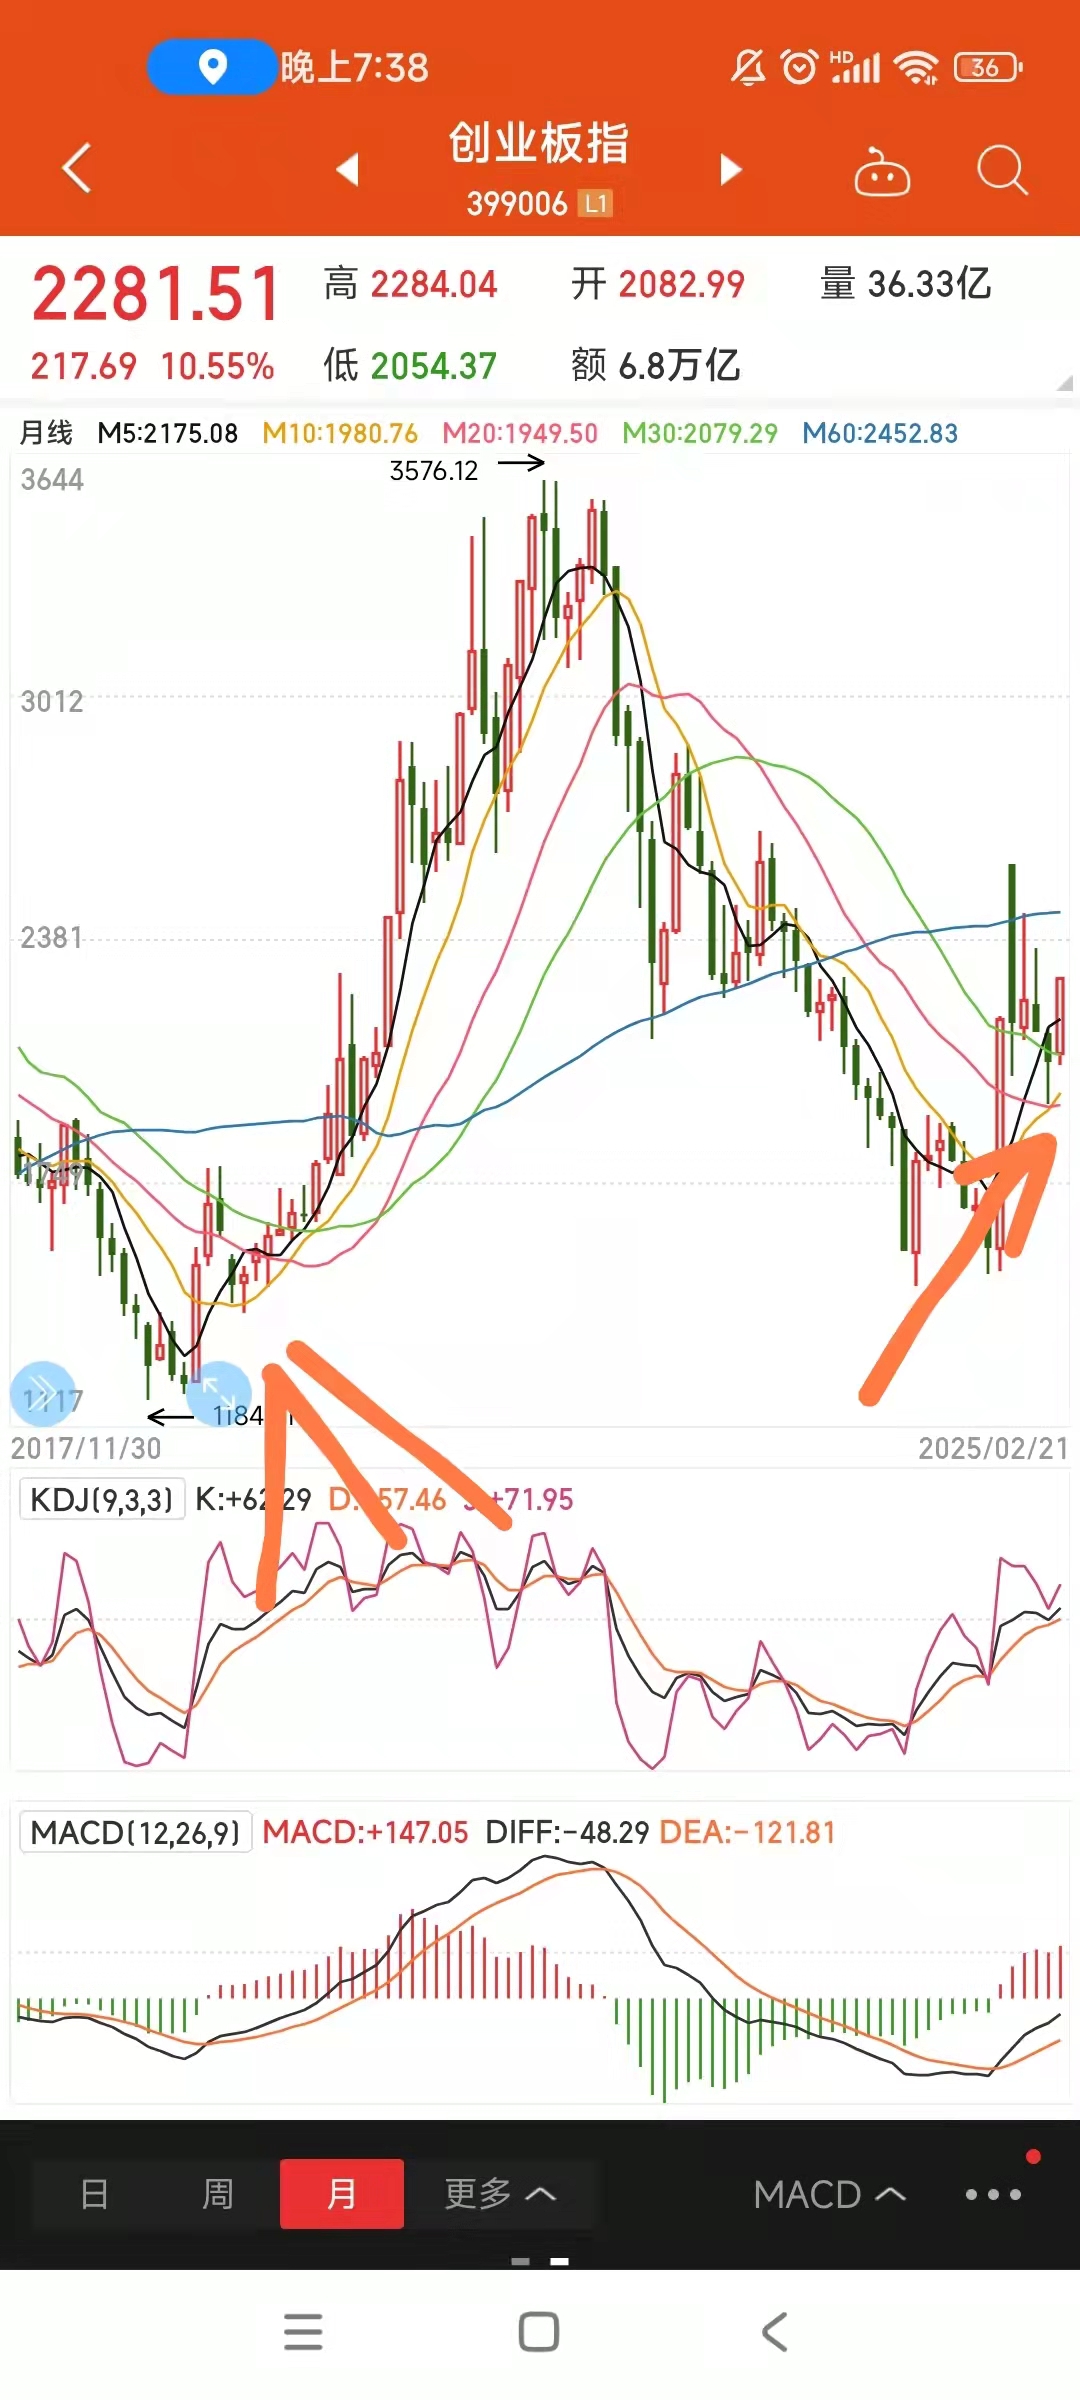 晚上7:38
HD
36
创业板指
399006 L1
2281.51
217.69 10.55%
高 2284.04 开 2082.99 量 36.33亿
低 2054.37 额 6.8万亿
月线 M5:2175.08 M10:1980.76 M20:1949.50 M30:2079.29 M60:2452.83
3644
3576.12
3012
2381
1749
1117
1184
2017/11/30 2025/02/21
KDJ(9,3,3) K:+62.29 D: 57.46 +71.95
MACD(12,26,9) MACD:+147.05 DIFF:-48.29 DEA:-121.81
日 周 月 更多 MACD